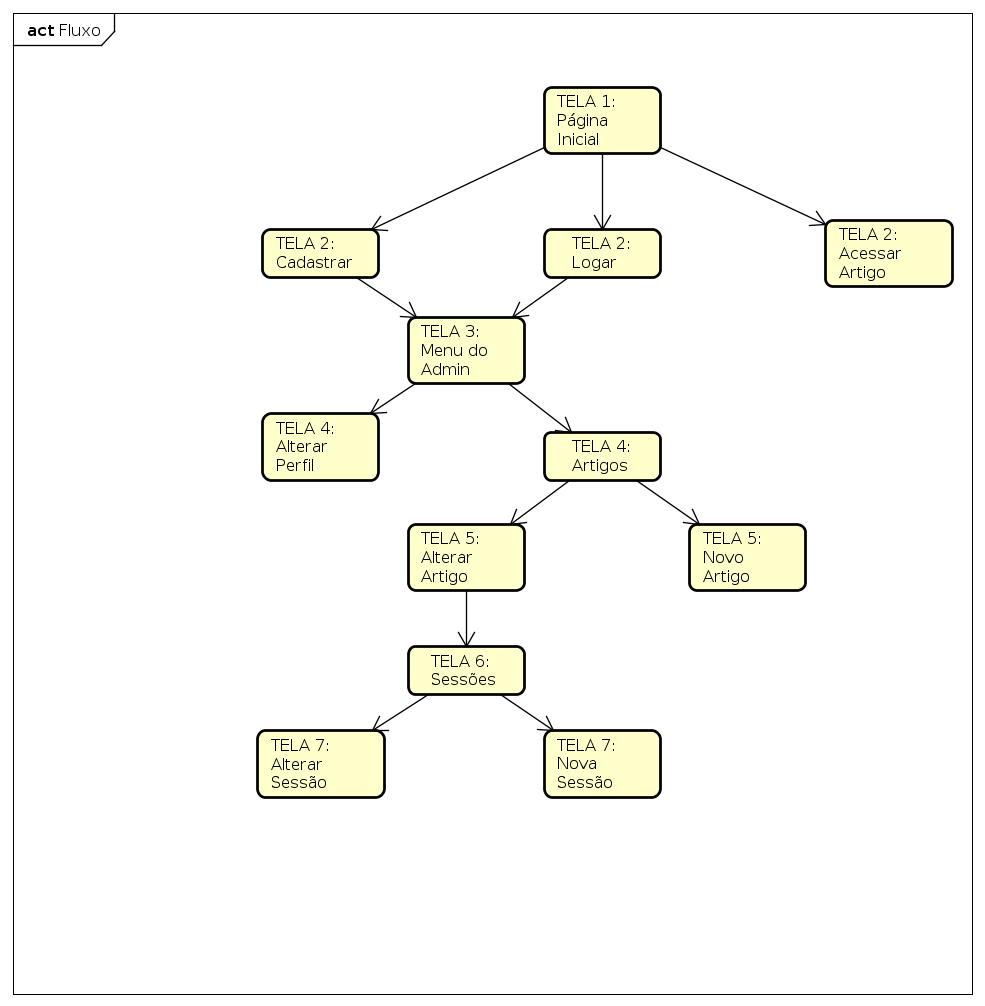 act Fluxo
TELA 1:
Página
Inicial
TELA 2:
Cadastrar
TELA 2:
Logar
TELA 2:
Acessar
Artigo
TELA 3:
Menu do
Admin
TELA 4:
Alterar
Perfil
TELA 4:
Artigos
TELA 5:
Alterar
Artigo
TELA 5:
Novo
Artigo
TELA 6:
Sessões
TELA 7:
Alterar
Sessão
TELA 7:
Nova
Sessão